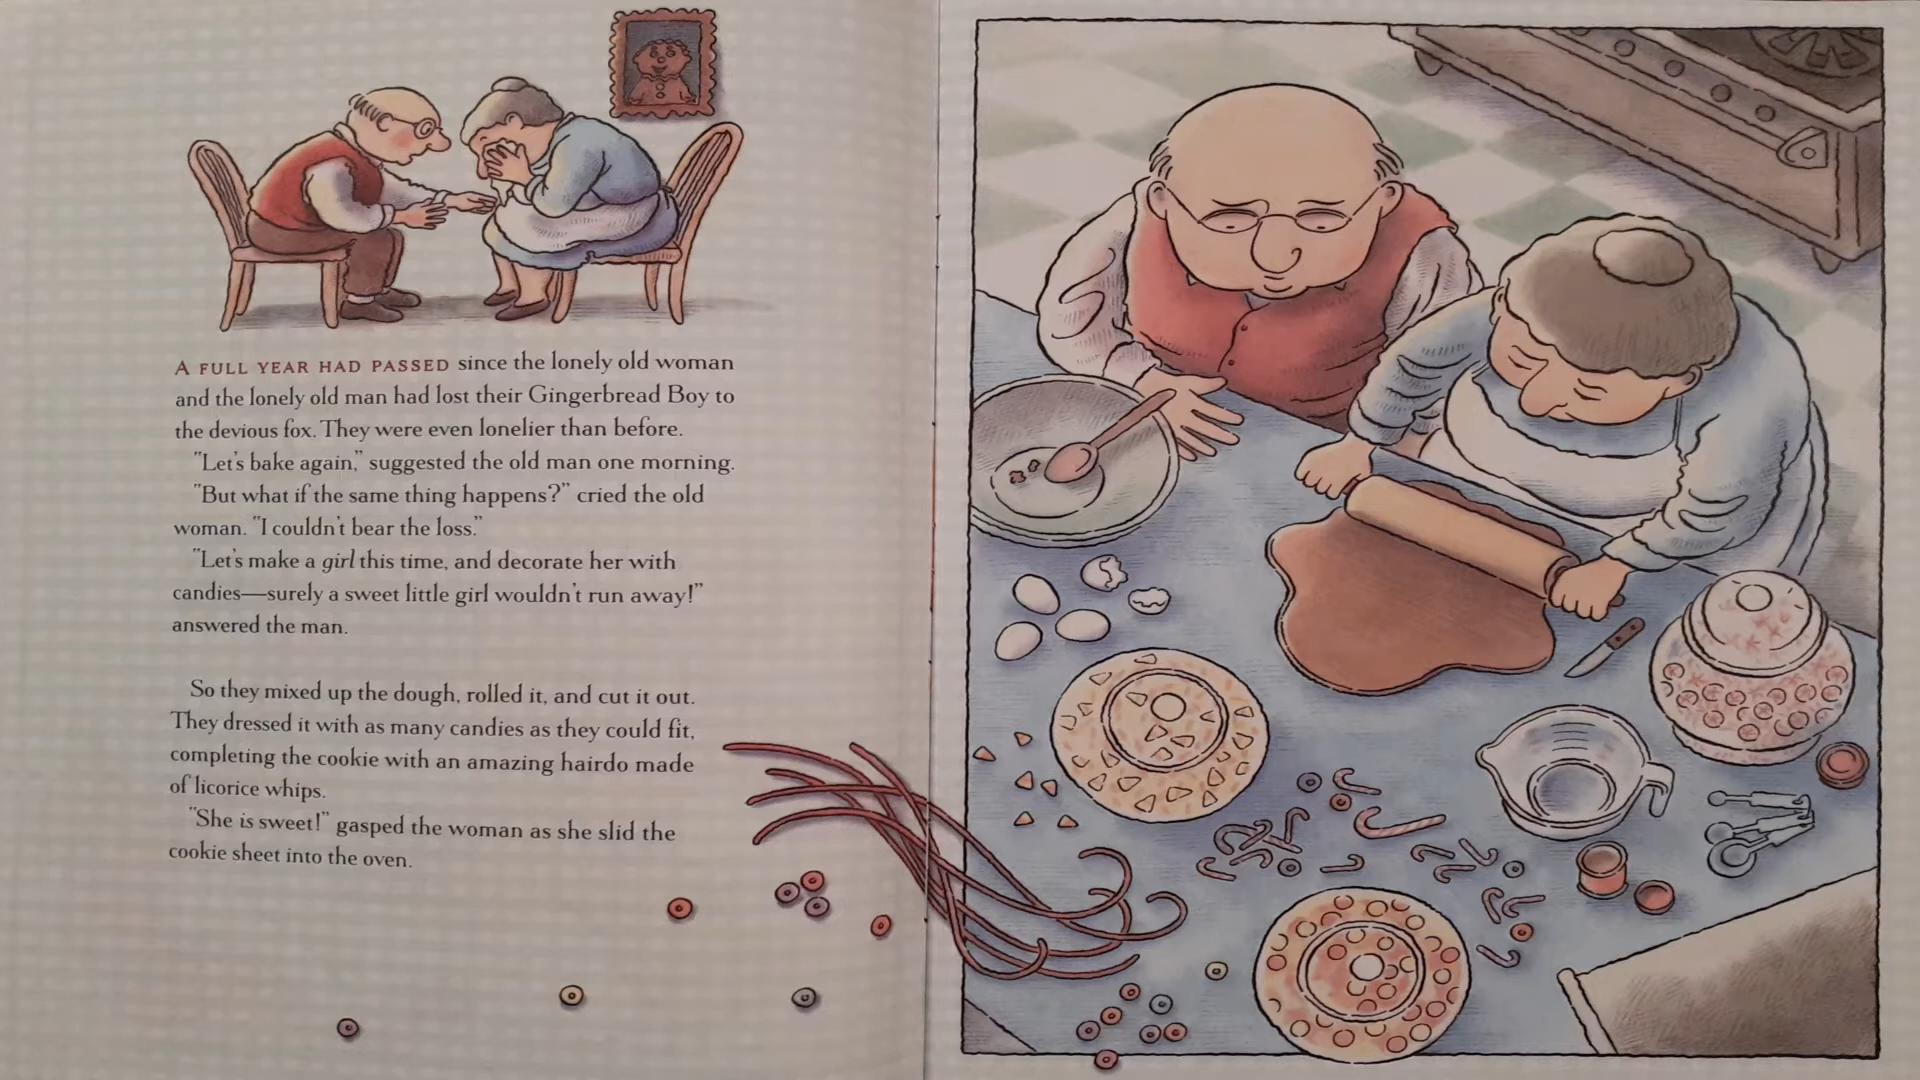 A FULL YEAR HAD PASSED since the lonely old woman
and the lonely old man had lost their Gingerbread Boy to
the devious fox. They were even lonelier than before.
"Let's bake again," suggested the old man one morning.
"But what if the same thing happens?" cried the old
woman. "I couldn't bear the loss."
"Let's make a girl this time, and decorate her with
candies—surely a sweet little girl wouldn't run away!"
answered the man.
So they mixed up the dough, rolled it, and cut it out.
They dressed it with as many candies as they could fit,
completing the cookie with an amazing hairdo made
of licorice whips.
"She is sweet!" gasped the woman as she slid the
cookie sheet into the oven.